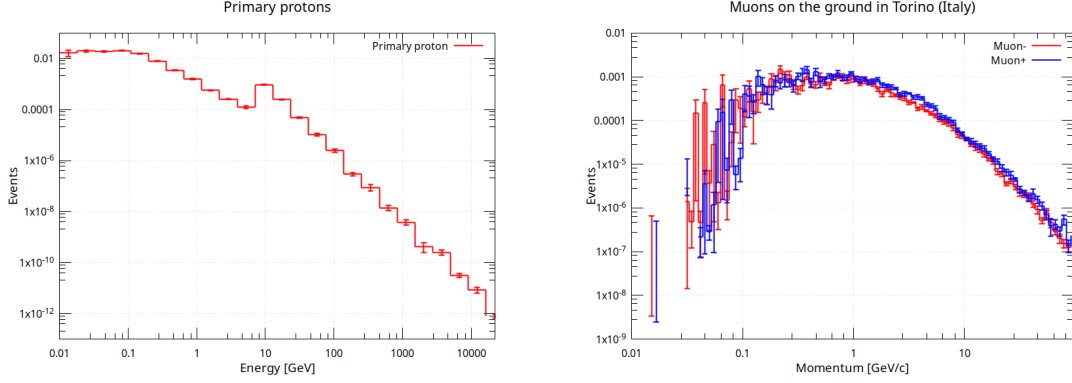 Primary protons
Primary proton
Events
0.01
0.0001
1x10-6
1x10-8
1x10-10
1x10-12
0.01 0.1 1 10 100 1000 10000
Energy [GeV]
Muons on the ground in Torino (Italy)
Muon-
Muon+
Events
0.01
0.001
0.0001
1x10-5
1x10-6
1x10-7
1x10-8
1x10-9
0.01 0.1 1 10
Momentum [GeV/c]